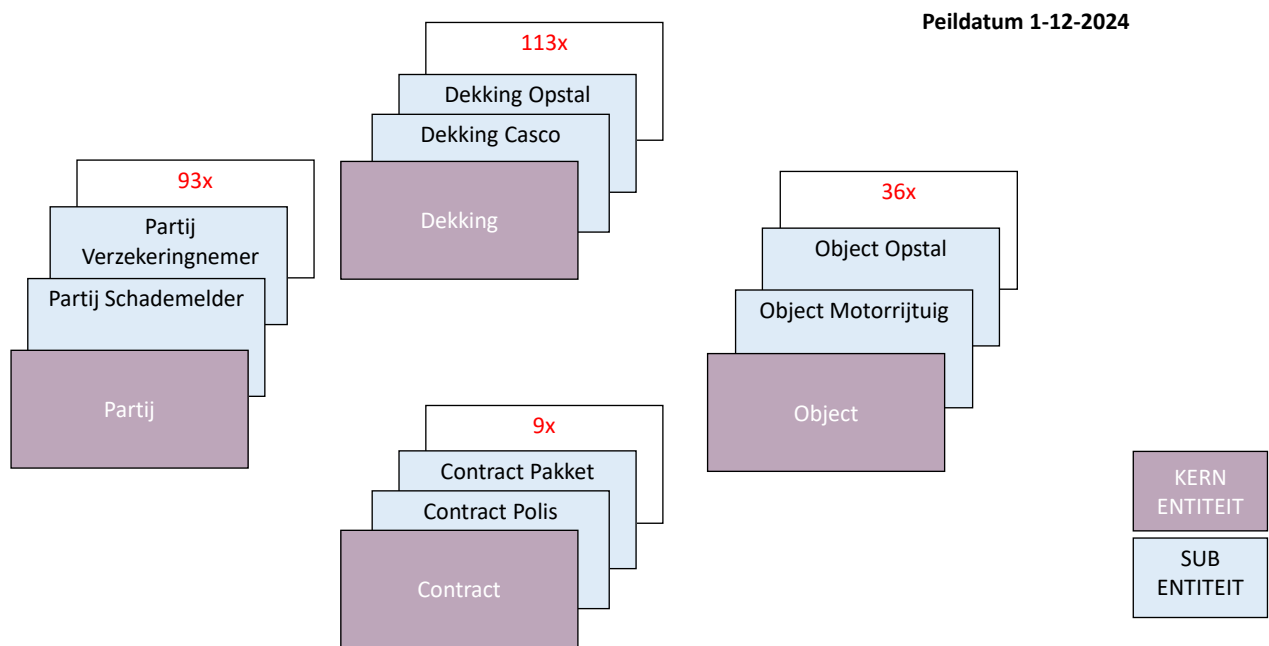 Peildatum 1-12-2024
113x
Dekking Opstal
Dekking Casco
Dekking
93x
Partij
Verzekeringnemer
Partij Schademelder
Partij
36x
Object Opstal
Object Motorrijtuig
Object
9x
Contract Pakket
Contract Polis
Contract
KERN
ENTITEIT
SUB
ENTITEIT